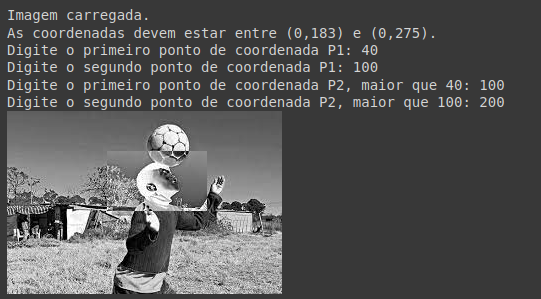 Imagem carregada.
As coordenadas devem estar entre (0,183) e (0,275).
Digite o primeiro ponto de coordenada P1: 40
Digite o segundo ponto de coordenada P1: 100
Digite o primeiro ponto de coordenada P2, maior que 40: 100
Digite o segundo ponto de coordenada P2, maior que 100: 200